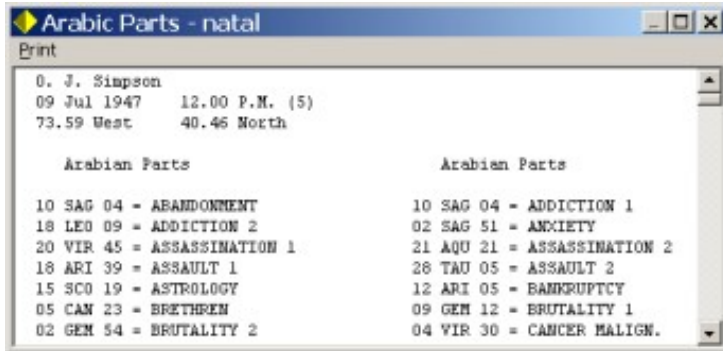 Arabic Parts - natal
Print
O. J. Simpson
09 Jul 1947 12.00 P.M. (5)
73.59 West 40.46 North
Arabian Parts Arabian Parts
10 SAG 04 = ABANDONMENT 10 SAG 04 = ADDICTION 1
18 LEO 09 = ADDICTION 2 02 SAG 51 = ANXIETY
20 VIR 45 = ASSASSINATION 1 21 AQU 21 = ASSASSINATION 2
18 ARI 39 = ASSAULT 1 28 TAU 05 = ASSAULT 2
15 SCO 19 = ASTROLOGY 12 ARI 05 = BANKRUPTCY
05 CAN 23 = BRETHREN 09 GEM 12 = BRUTALITY 1
02 GEM 54 = BRUTALITY 2 04 VIR 30 = CANCER MALIGN.